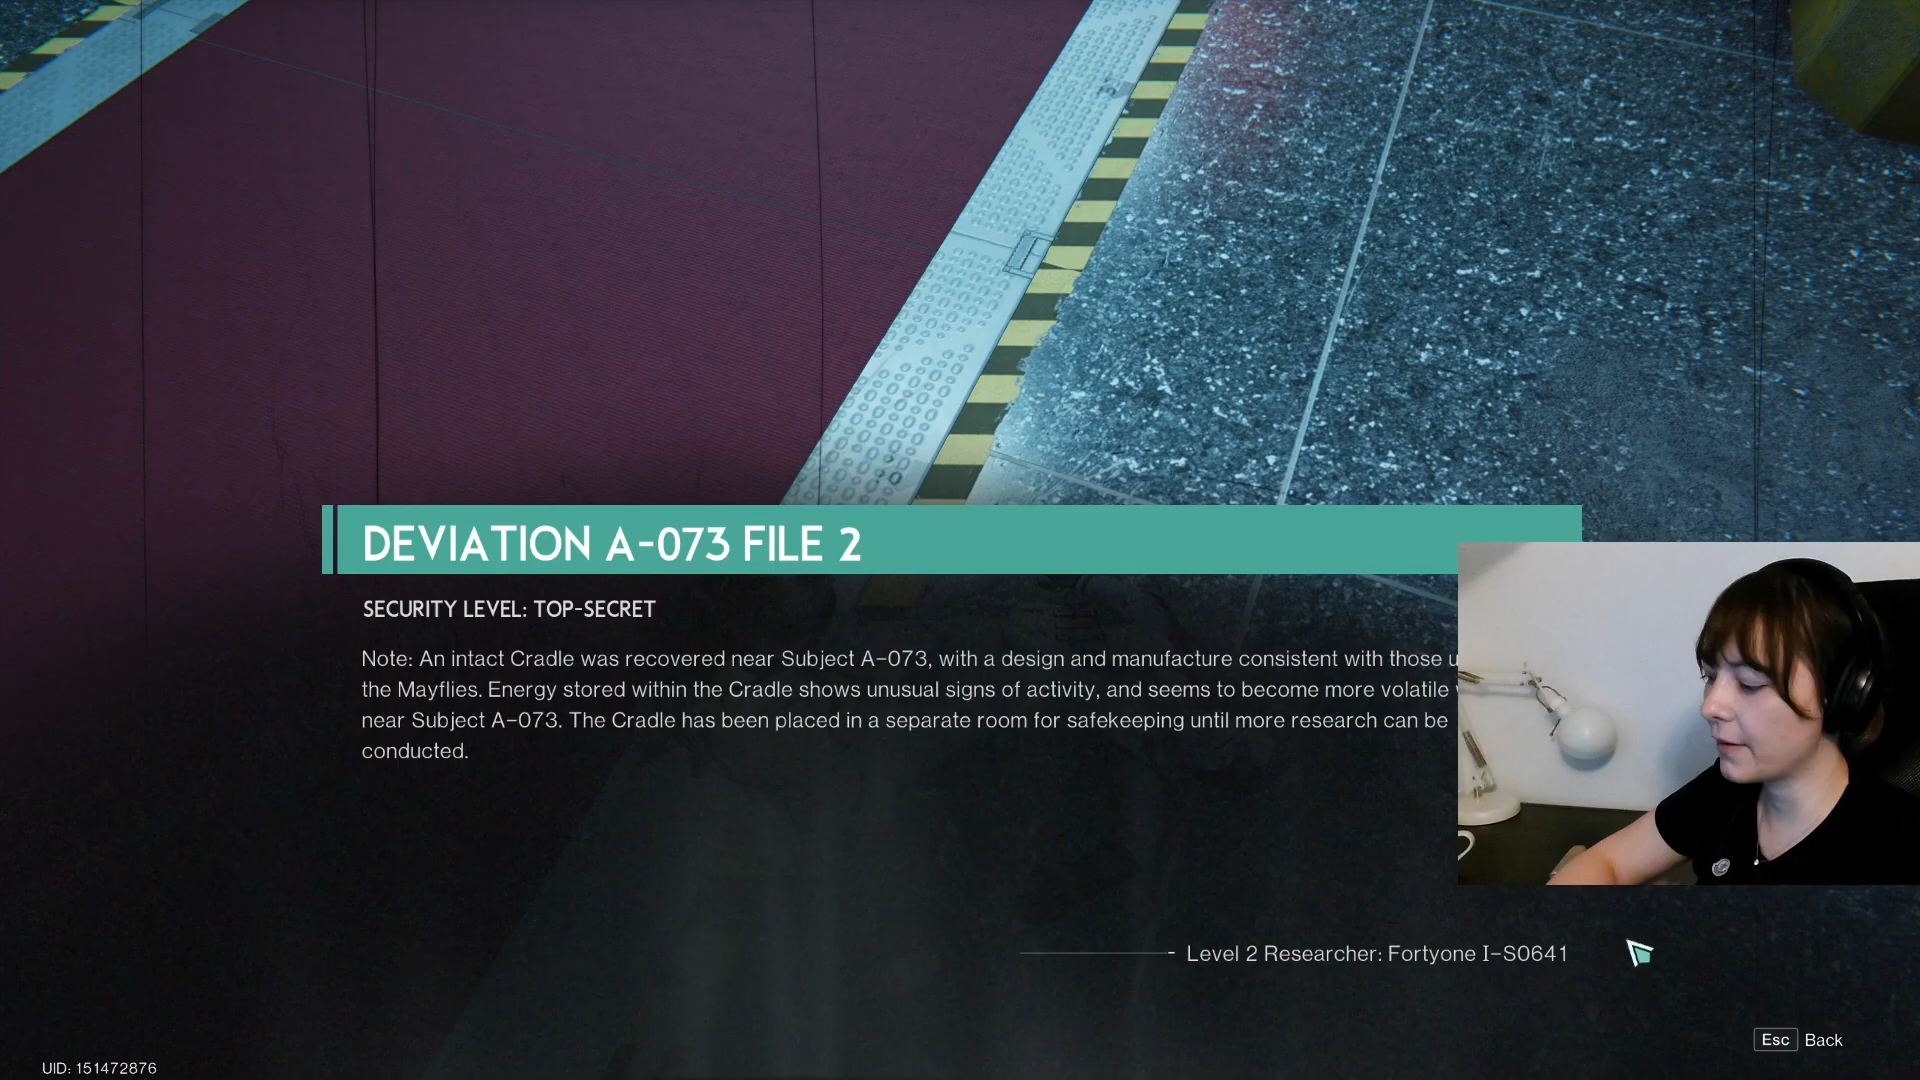 DEVIATION A-073 FILE 2
SECURITY LEVEL: TOP-SECRET
Note: An intact Cradle was recovered near Subject A-073, with a design and manufacture consistent with those
the Mayflies. Energy stored within the Cradle shows unusual signs of activity, and seems to become more volatile
near Subject A-073. The Cradle has been placed in a separate room for safekeeping until more research can be
conducted.
- Level 2 Researcher: Fortyone I-S0641
Esc Back
UID: 151472876